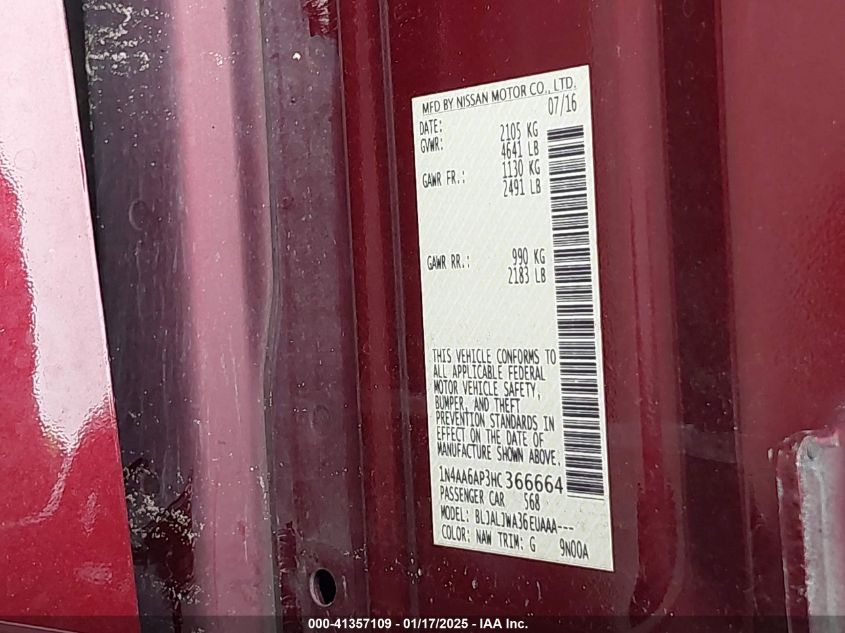 MFD BY NISSAN MOTOR CO., LTD.
DATE: 07/16
GVWR: 2105 KG
4641 LB
GAWR FR.: 1130 KG
2491 LB
GAWR RR.: 990 KG
2183 LB
THIS VEHICLE CONFORMS TO
ALL APPLICABLE FEDERAL
MOTOR VEHICLE SAFETY,
BUMPER, AND THEFT
PREVENTION STANDARDS IN
EFFECT ON THE DATE OF
MANUFACTURE SHOWN ABOVE.
1N4AA6AP3HC366664
PASSENGER CAR 568
MODEL: BLJALJWA36EUAAA---
COLOR: NAW TRIM: G 9N00A
000-41357109 - 01/17/2025 - IAA Inc.